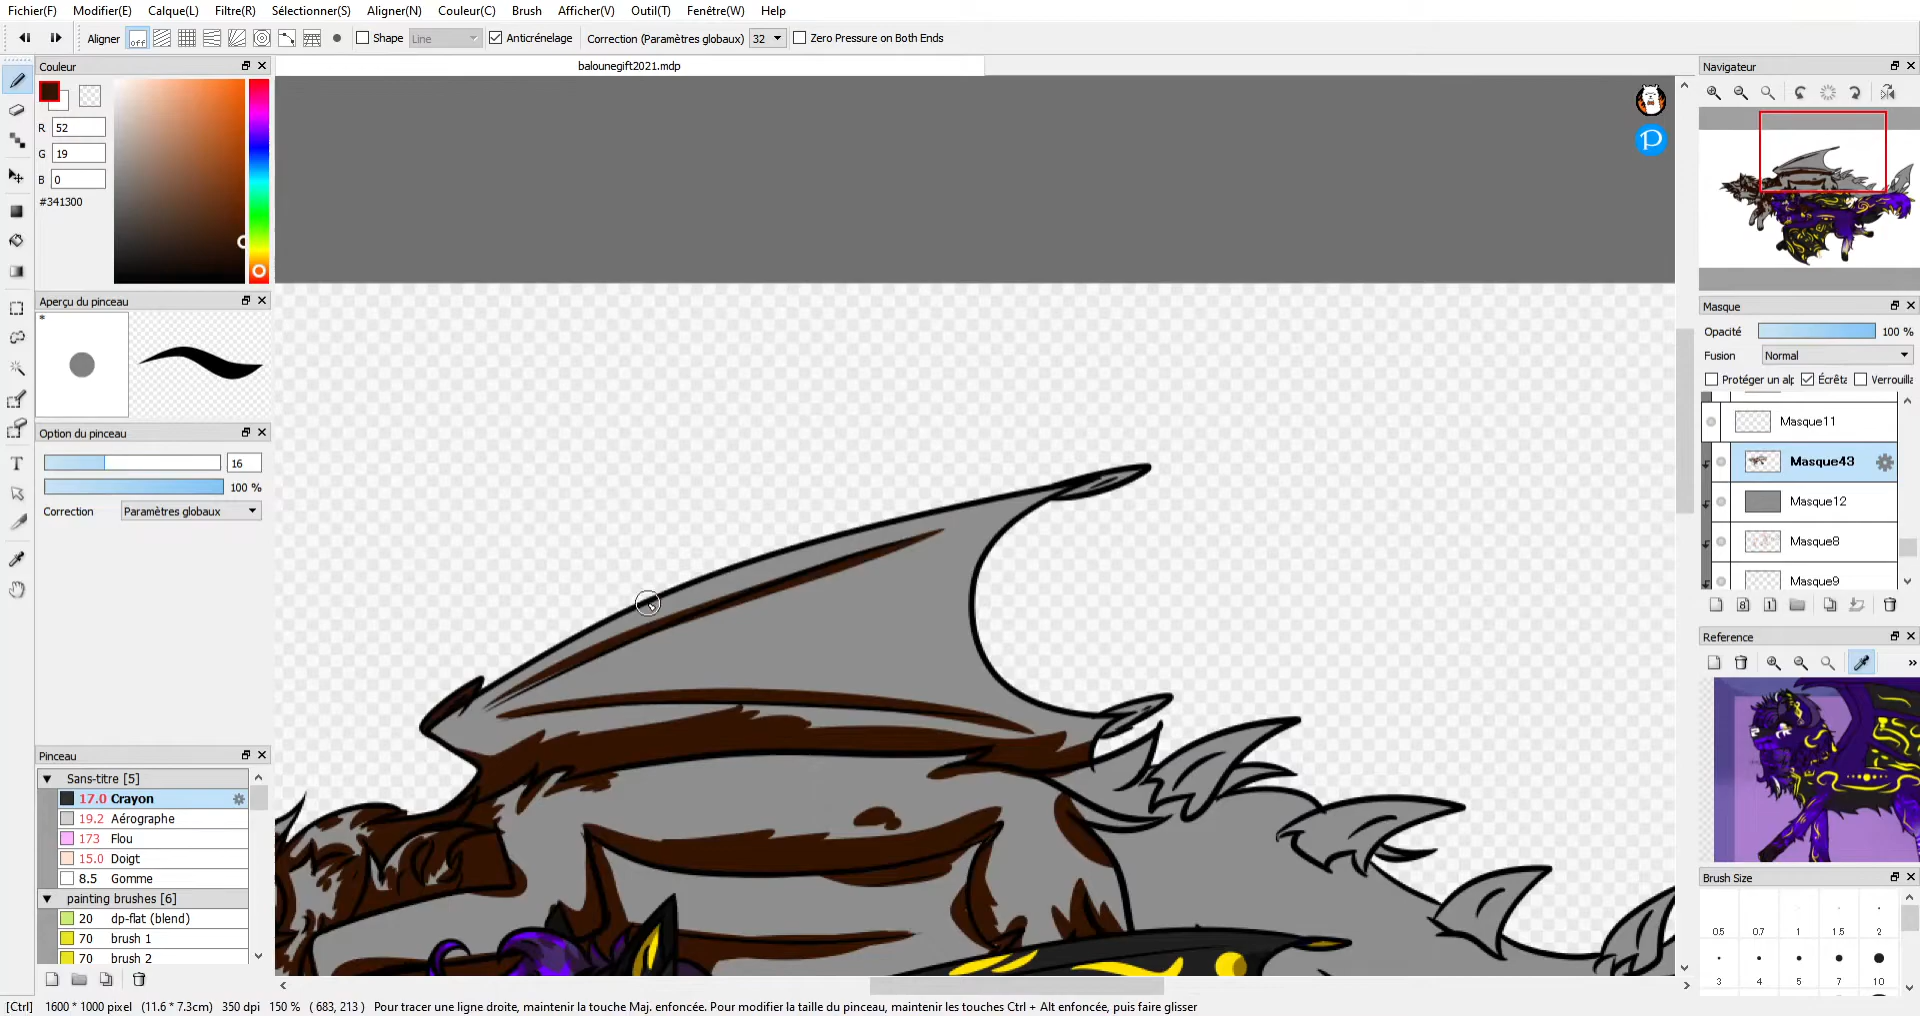 Fichier(F) Modifier(E) Calque(L) Filtre(R) Sélectionner(S) Aligner(N) Couleur(C) Brush Afficher(V) Outil(T) Fenêtre(W) Help
Aligner off Shape Line Anticrénelage Correction (Paramètres globaux) 32 Zero Pressure on Both Ends
balounegift2021.mdp
Couleur
R 52
G 19
B 0
#341300
Aperçu du pinceau
*
Option du pinceau
16
100 %
Correction Paramètres globaux
Pinceau
Sans-titre [5]
17.0 Crayon
19.2 Aérographe
173 Flou
15.0 Doigt
8.5 Gomme
painting brushes [6]
20 dp-flat (blend)
70 brush 1
70 brush 2
P
Navigateur
Masque
Opacité 100 %
Fusion Normal
Protéger un alp Écrêta Verrouilla
Masque11
Masque43
Masque12
Masque8
Masque9
8 1
Reference
»
Brush Size
0.5 0.7 1 1.5 2
3 4 5 7 10
[Ctrl] 1600 * 1000 pixel (11.6 * 7.3cm) 350 dpi 150 % ( 683, 213 ) Pour tracer une ligne droite, maintenir la touche Maj. enfoncée. Pour modifier la taille du pinceau, maintenir les touches Ctrl + Alt enfoncée, puis faire glisser